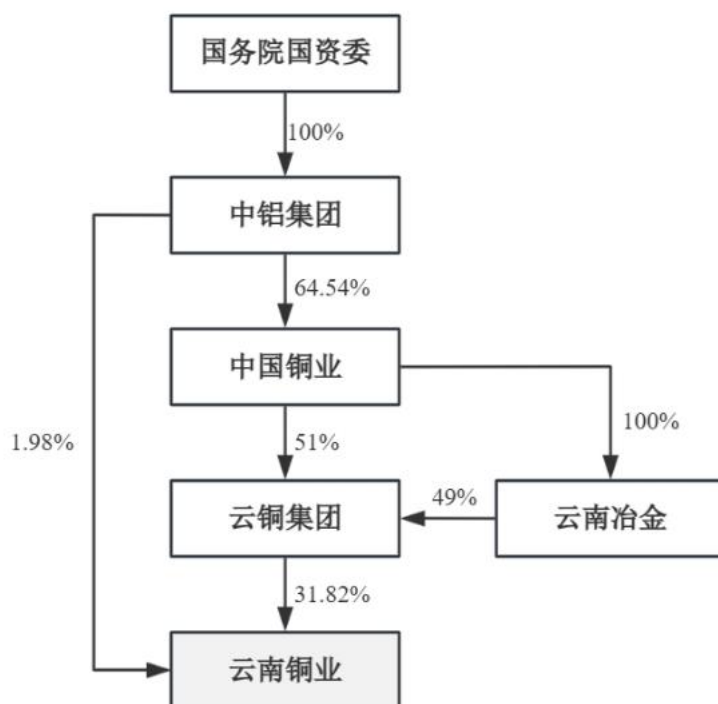 国务院国资委
100%
中铝集团
64.54%
中国铜业
1.98%
51%
100%
云铜集团
49%
云南冶金
31.82%
云南铜业